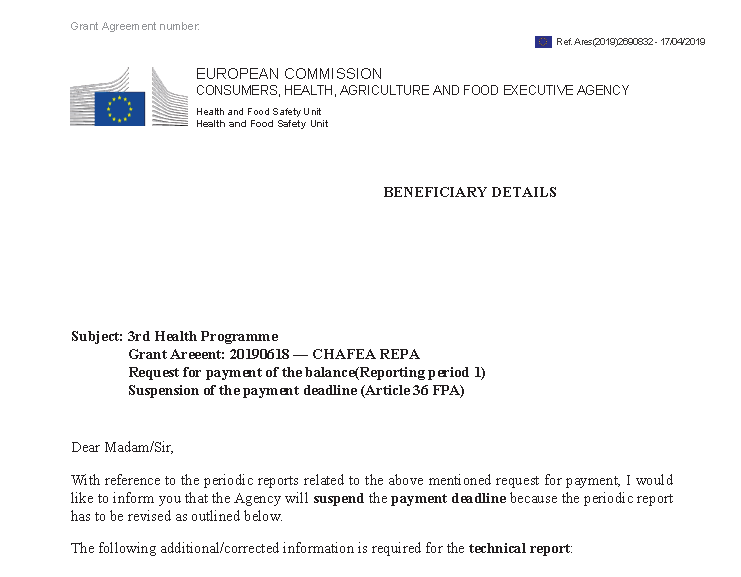 Grant Agreement number:
Ref. Ares(2019)2690832 - 17/04/2019
EUROPEAN COMMISSION
CONSUMERS, HEALTH, AGRICULTURE AND FOOD EXECUTIVE AGENCY
Health and Food Safety Unit
Health and Food Safety Unit
BENEFICIARY DETAILS
Subject: 3rd Health Programme
Grant Areeent: 20190618 — CHAFEA REPA
Request for payment of the balance(Reporting period 1)
Suspension of the payment deadline (Article 36 FPA)
Dear Madam/Sir,
With reference to the periodic reports related to the above mentioned request for payment, I would
like to inform you that the Agency will suspend the payment deadline because the periodic report
has to be revised as outlined below.
The following additional/corrected information is required for the technical report: